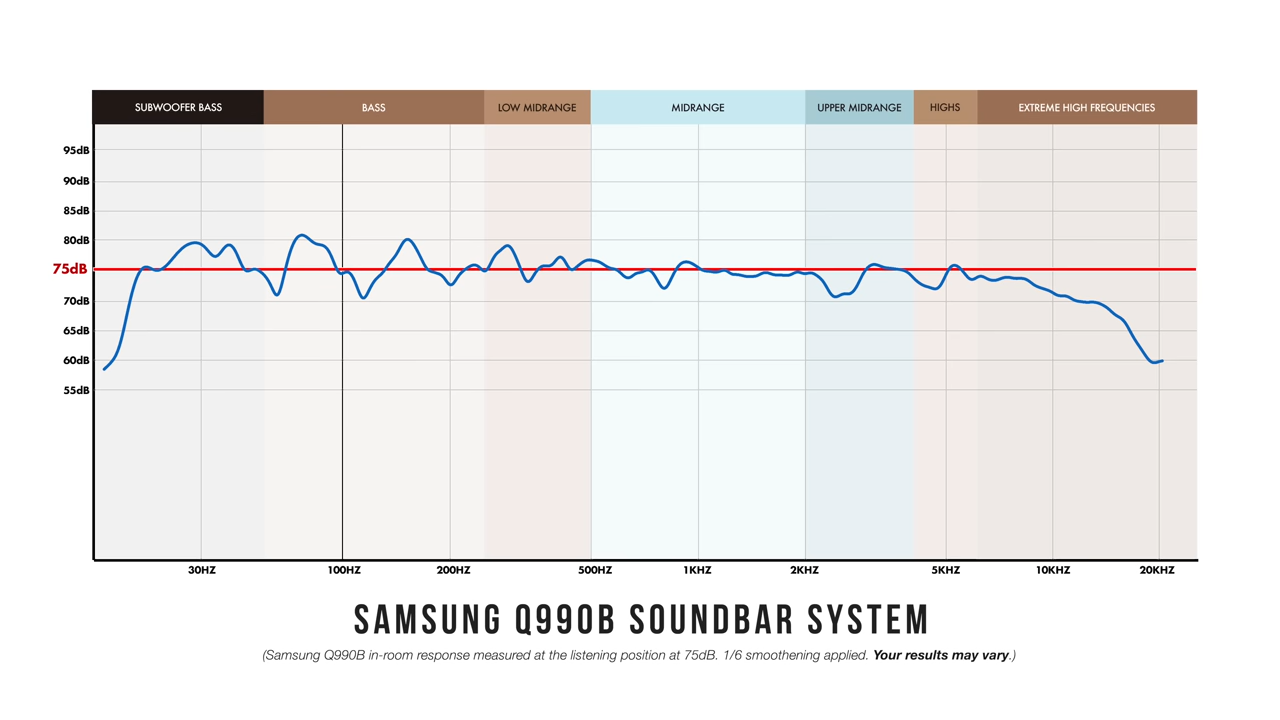 SUBWOOFER BASS BASS LOW MIDRANGE MIDRANGE UPPER MIDRANGE HIGHS EXTREME HIGH FREQUENCIES
95dB
90dB
85dB
80dB
75dB
70dB
65dB
60dB
55dB
30HZ 100HZ 200HZ 500HZ 1KHZ 2KHZ 5KHZ 10KHZ 20KHZ
SAMSUNG Q990B SOUNDBAR SYSTEM
(Samsung Q990B in-room response measured at the listening position at 75dB. 1/6 smoothening applied. Your results may vary.)